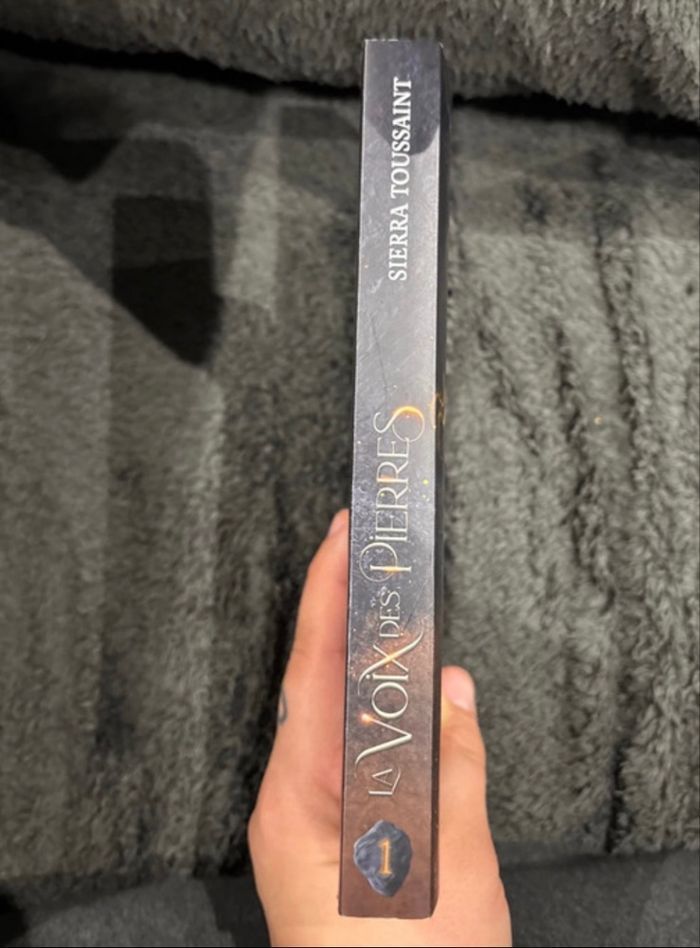 SIERRA TOUSSAINT
LA VOIX DES PIERRES
1